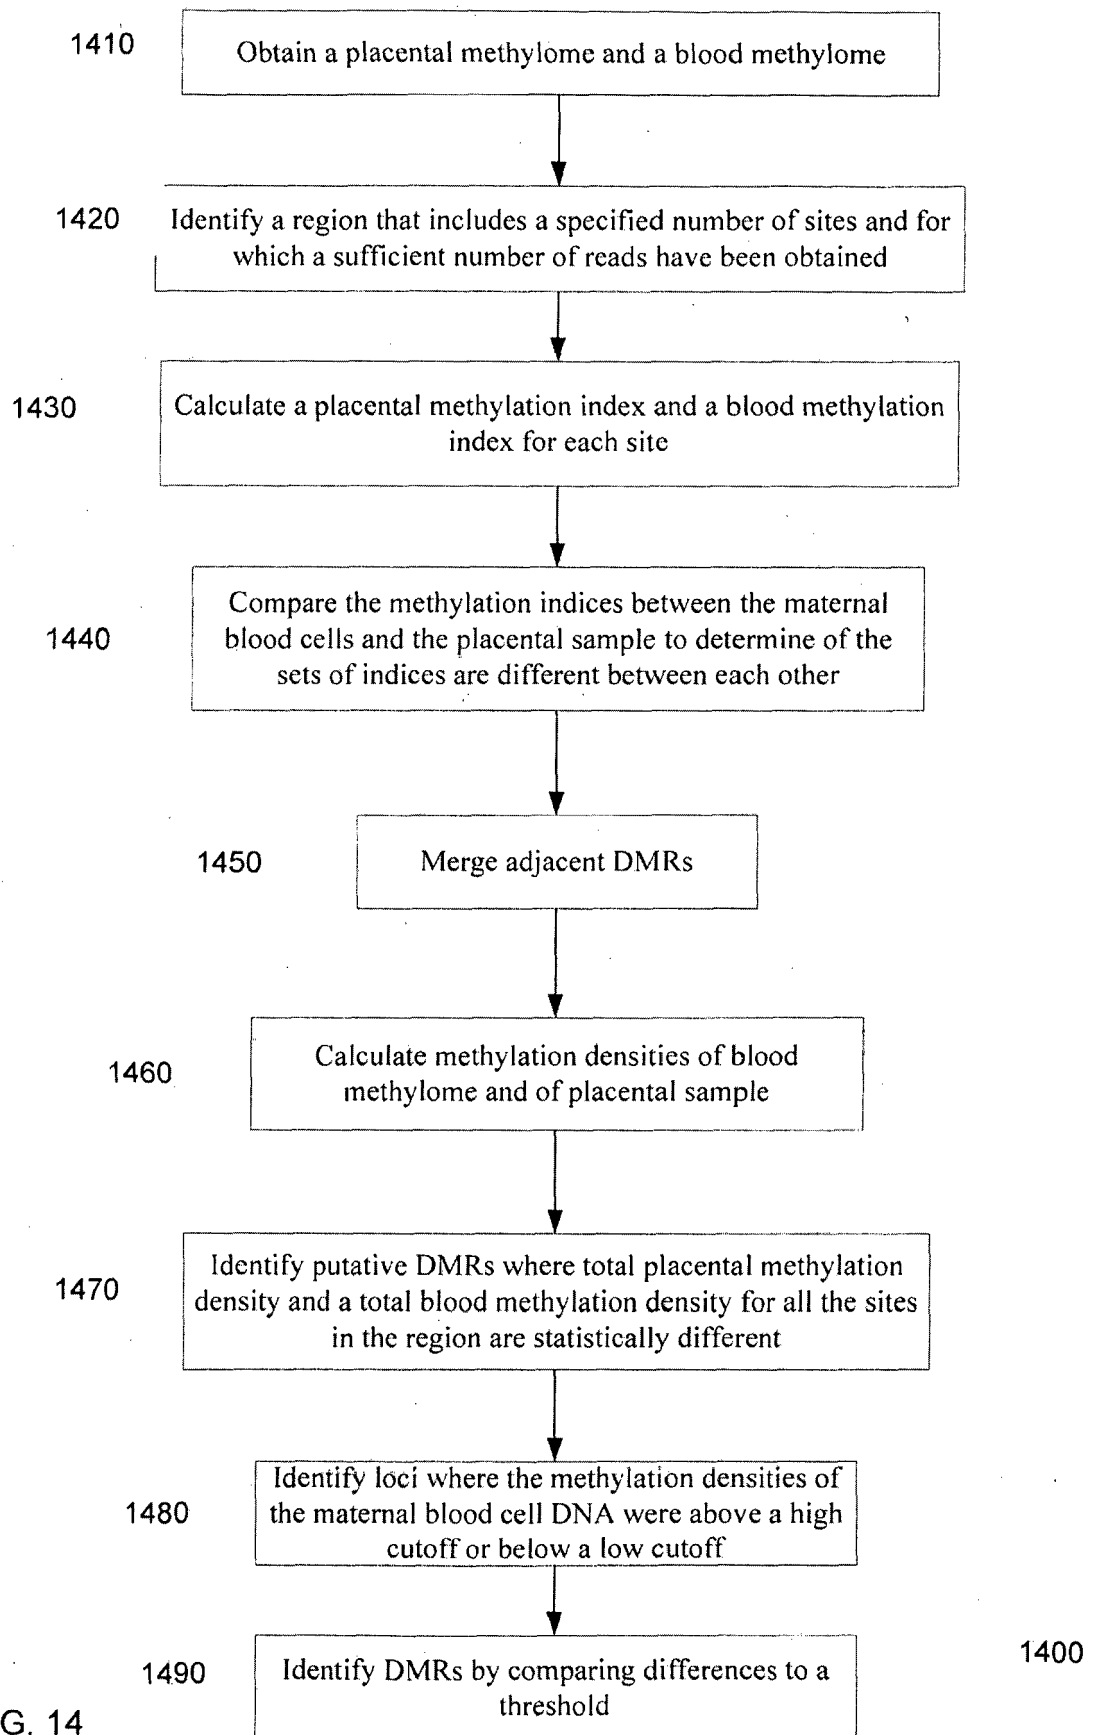 1410
Obtain a placental methylome and a blood methylome
1420
Identify a region that includes a specified number of sites and for
which a sufficient number of reads have been obtained
1430
Calculate a placental methylation index and a blood methylation
index for each site
1440
Compare the methylation indices between the maternal
blood cells and the placental sample to determine of the
sets of indices are different between each other
1450
Merge adjacent DMRs
1460
Calculate methylation densities of blood
methylome and of placental sample
1470
Identify putative DMRs where total placental methylation
density and a total blood methylation density for all the sites
in the region are statistically different
1480
Identify loci where the methylation densities of
the maternal blood cell DNA were above a high
cutoff or below a low cutoff
1490
Identify DMRs by comparing differences to a
threshold
1400
G. 14